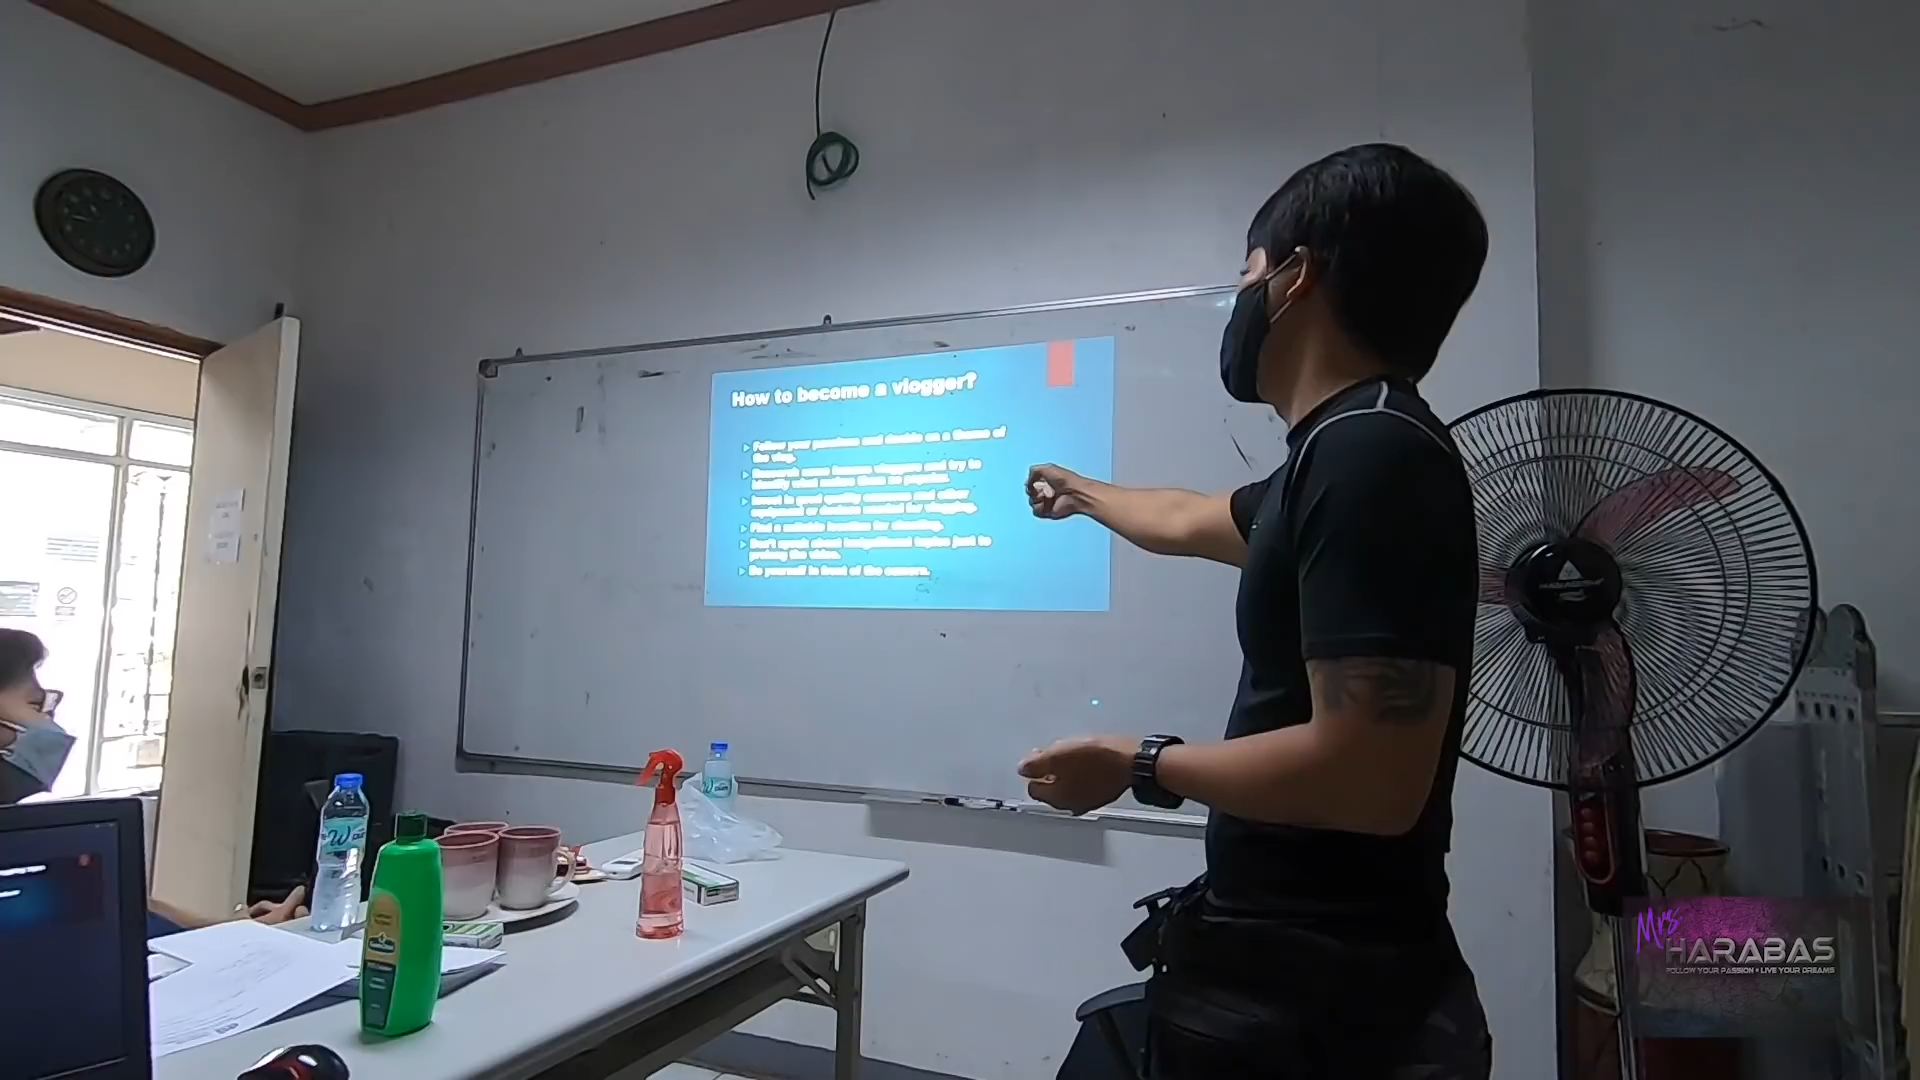 How to become a vlogger?
Follow your passions and decide on a theme of
the vlog.
Research some famous vloggers and try to
identify what makes them so popular.
Invest in good quality cameras and other
equipment or devices needed for vlogging.
Find a suitable location for shooting.
Don't speak about insignificant topics just to
prolong the video.
Be yourself in front of the camera.
Mrs.
HARABAS
FOLLOW YOUR PASSION • LIVE YOUR DREAMS